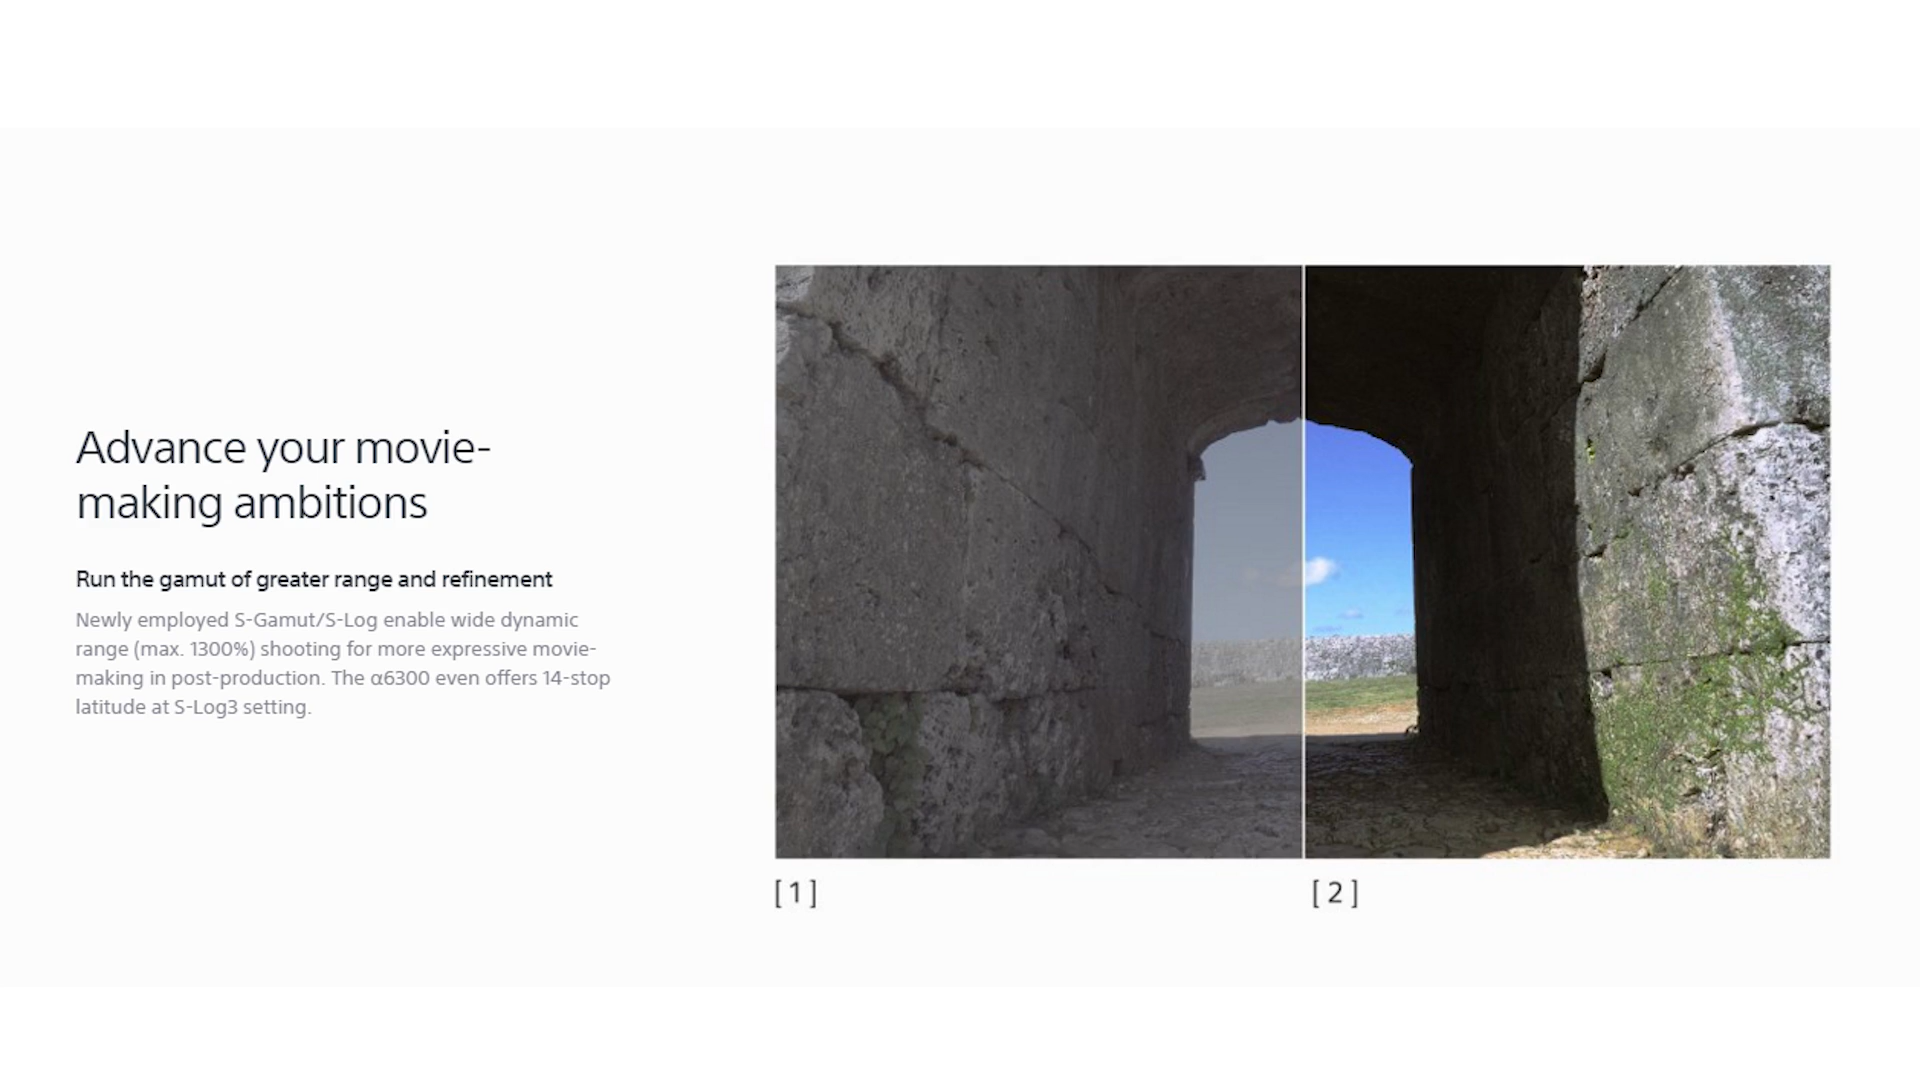 Advance your movie-
making ambitions
Run the gamut of greater range and refinement
Newly employed S-Gamut/S-Log enable wide dynamic
range (max. 1300%) shooting for more expressive movie-
making in post-production. The α6300 even offers 14-stop
latitude at S-Log3 setting.
[ 1 ]
[ 2 ]